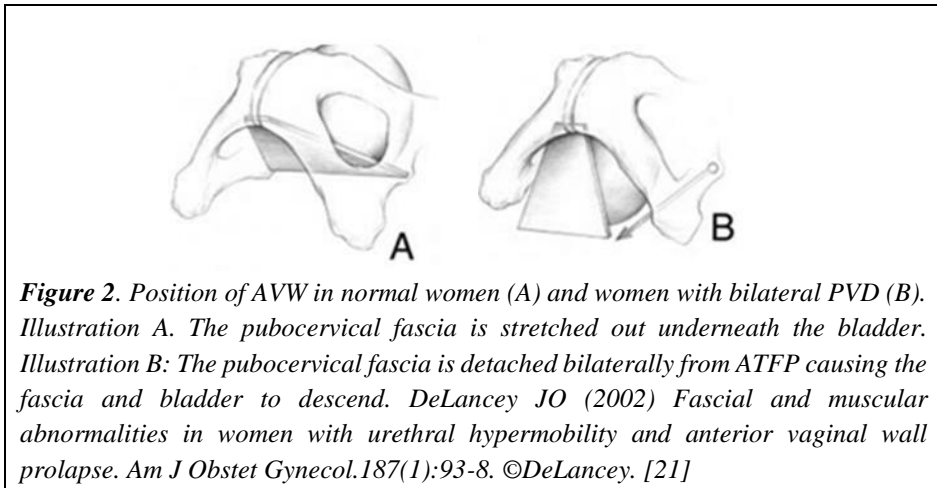 A
B
Figure 2. Position of AVW in normal women (A) and women with bilateral PVD (B).
Illustration A. The pubocervical fascia is stretched out underneath the bladder.
Illustration B: The pubocervical fascia is detached bilaterally from ATFP causing the
fascia and bladder to descend. DeLancey JO (2002) Fascial and muscular
abnormalities in women with urethral hypermobility and anterior vaginal wall
prolapse. Am J Obstet Gynecol.187(1):93-8. ©DeLancey. [21]